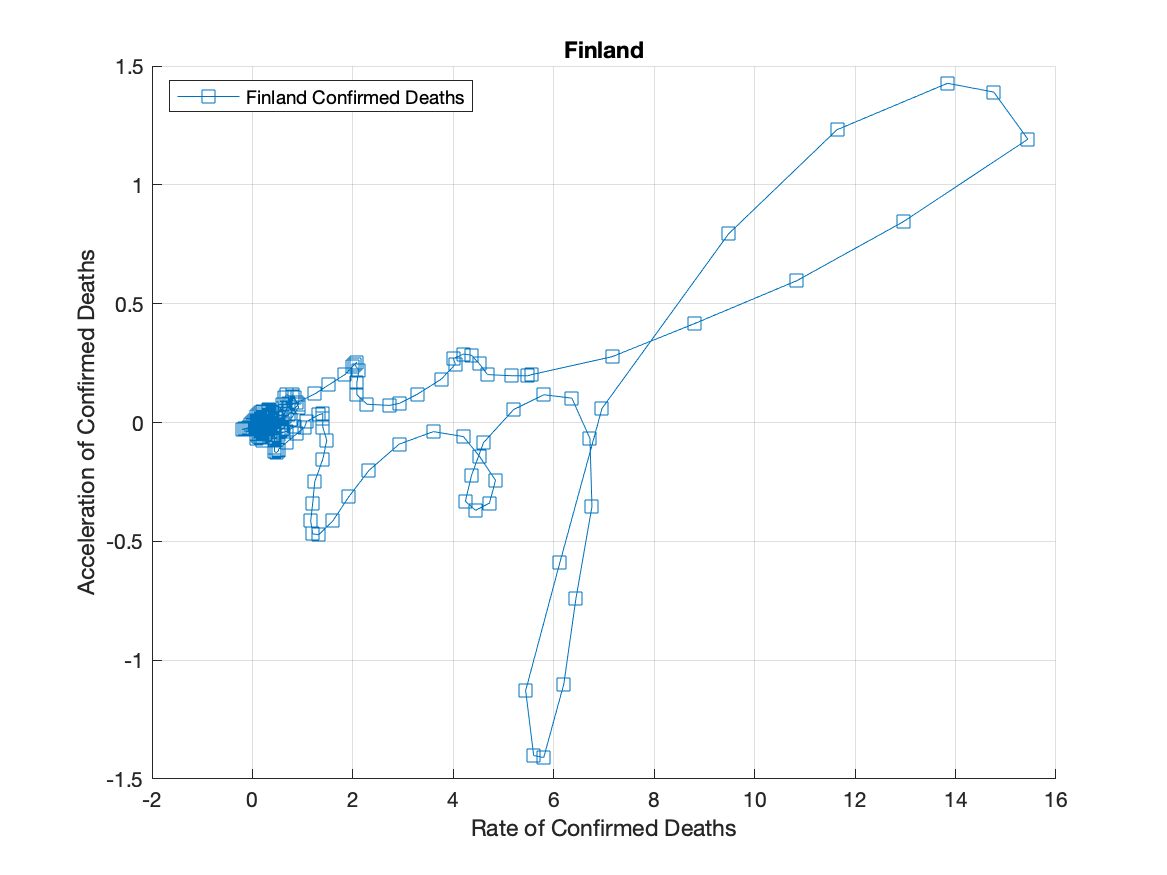 Finland
Finland Confirmed Deaths
1.5
1
0.5
0
-0.5
-1
-1.5
Acceleration of Confirmed Deaths
-2 0 2 4 6 8 10 12 14 16
Rate of Confirmed Deaths